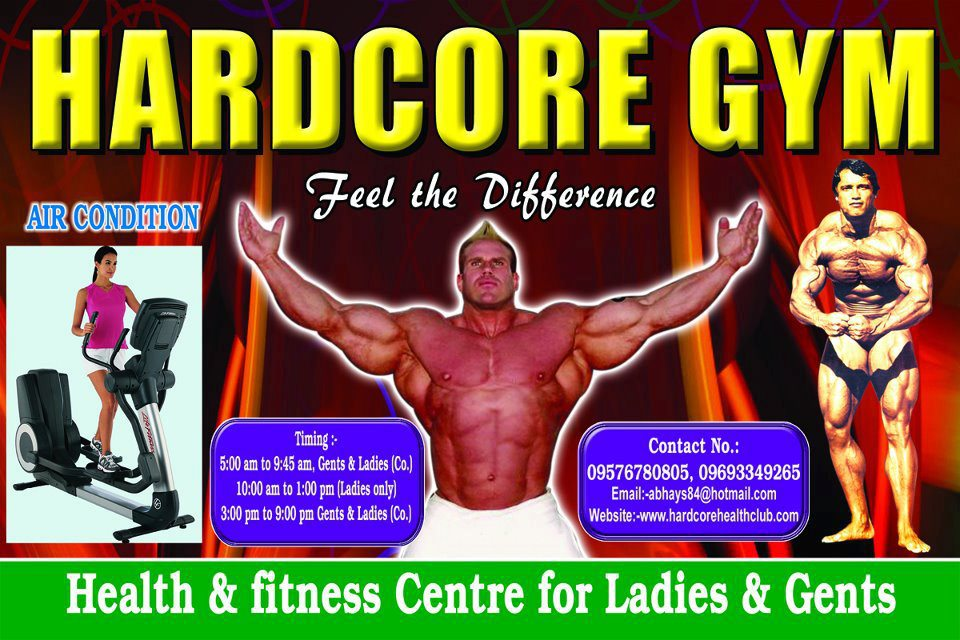 HARDCORE GYM
Feel the Difference
AIR CONDITION
Timing :-
5:00 am to 9:45 am, Gents & Ladies (Co.)
10:00 am to 1:00 pm (Ladies only)
3:00 pm to 9:00 pm Gents & Ladies (Co.)
Contact No.:
09576780805, 09693349265
Email:-abhays84@hotmail.com
Website:-www.hardcorehealthclub.com
Health & fitness Centre for Ladies & Gents